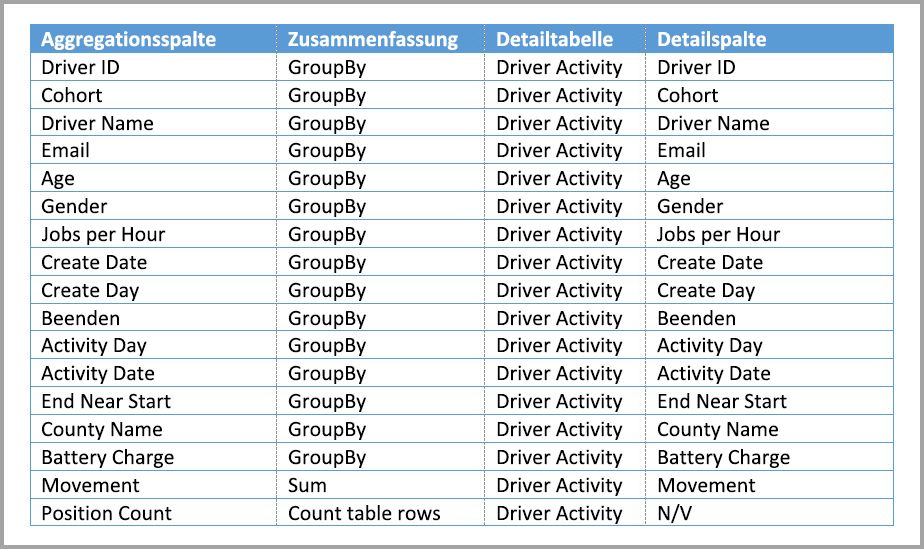 Aggregationsspalte Zusammenfassung Detailtabelle Detailspalte
Driver ID GroupBy Driver Activity Driver ID
Cohort GroupBy Driver Activity Cohort
Driver Name GroupBy Driver Activity Driver Name
Email GroupBy Driver Activity Email
Age GroupBy Driver Activity Age
Gender GroupBy Driver Activity Gender
Jobs per Hour GroupBy Driver Activity Jobs per Hour
Create Date GroupBy Driver Activity Create Date
Create Day GroupBy Driver Activity Create Day
Beenden GroupBy Driver Activity Beenden
Activity Day GroupBy Driver Activity Activity Day
Activity Date GroupBy Driver Activity Activity Date
End Near Start GroupBy Driver Activity End Near Start
County Name GroupBy Driver Activity County Name
Battery Charge GroupBy Driver Activity Battery Charge
Movement Sum Driver Activity Movement
Position Count Count table rows Driver Activity N/V